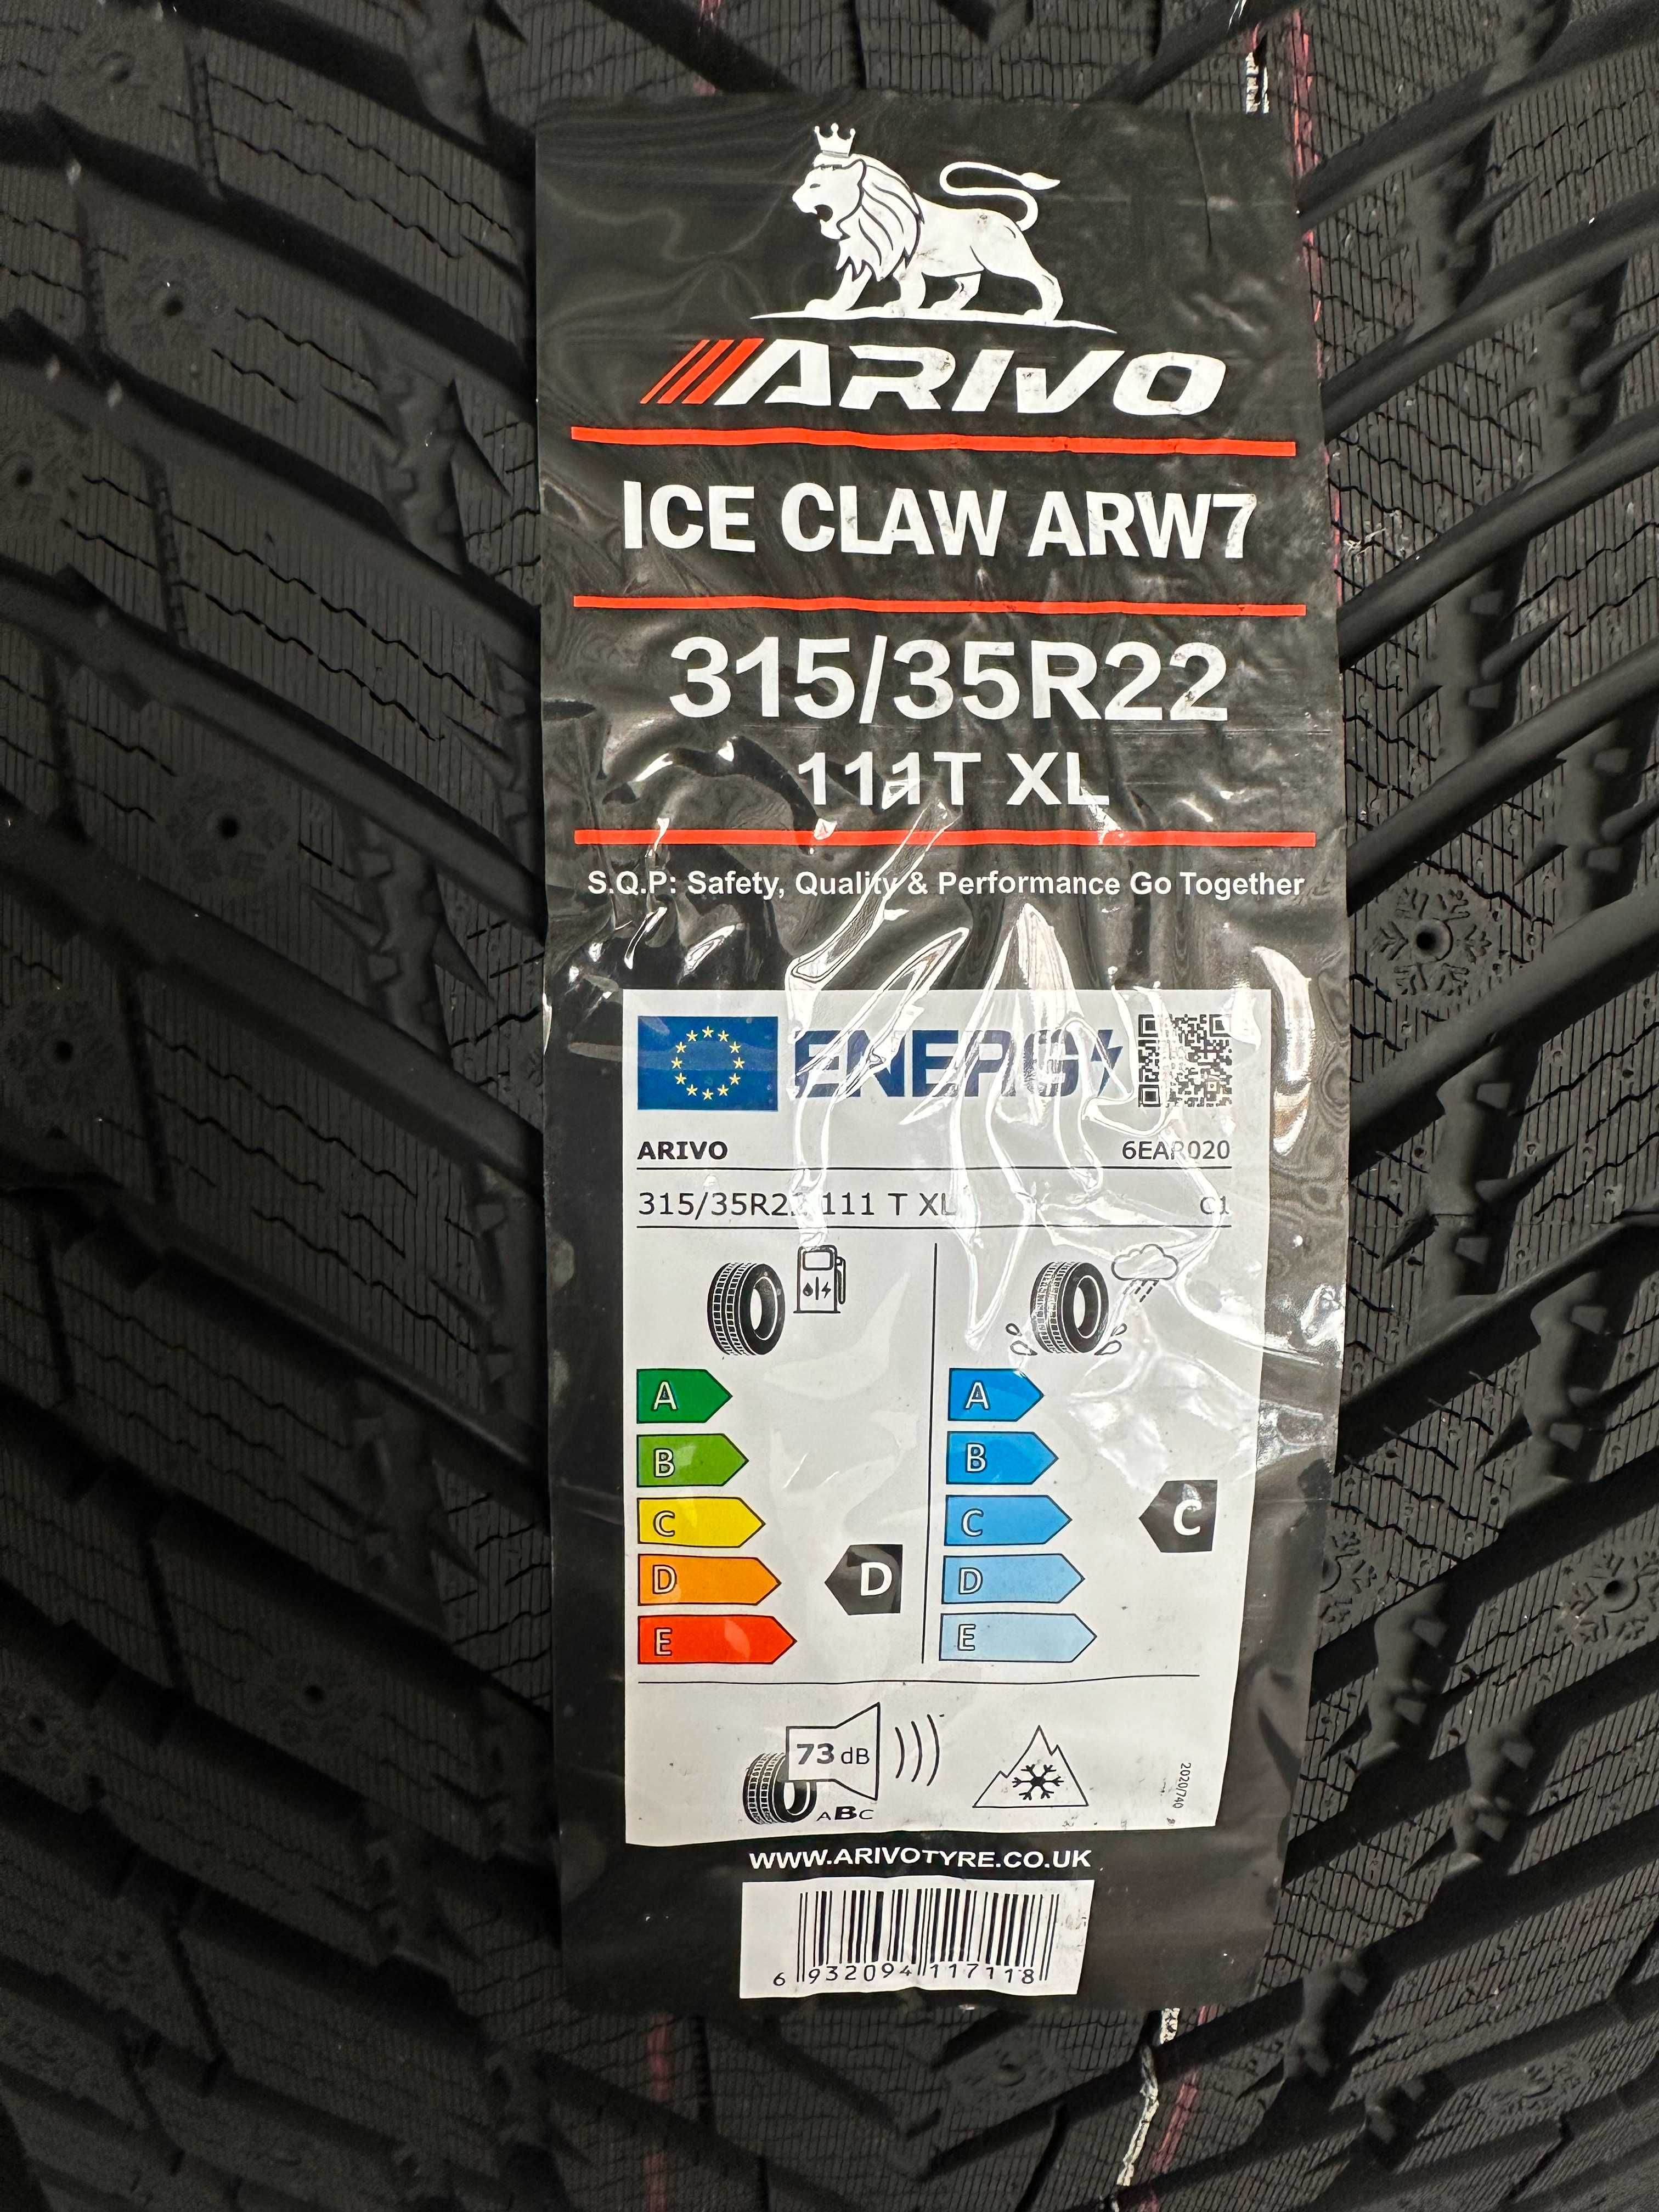 ARIVO
ICE CLAW ARW7
315/35R22
111T XL
S.Q.P: Safety, Quality & Performance Go Together
ENERG
ARIVO 6EAR020
315/35R22 111 T XL C1
A A
B B
C C C
D D D
E E
73 dB
ABC
2020/740
WWW.ARIVOTYRE.CO.UK
6 932094 117118